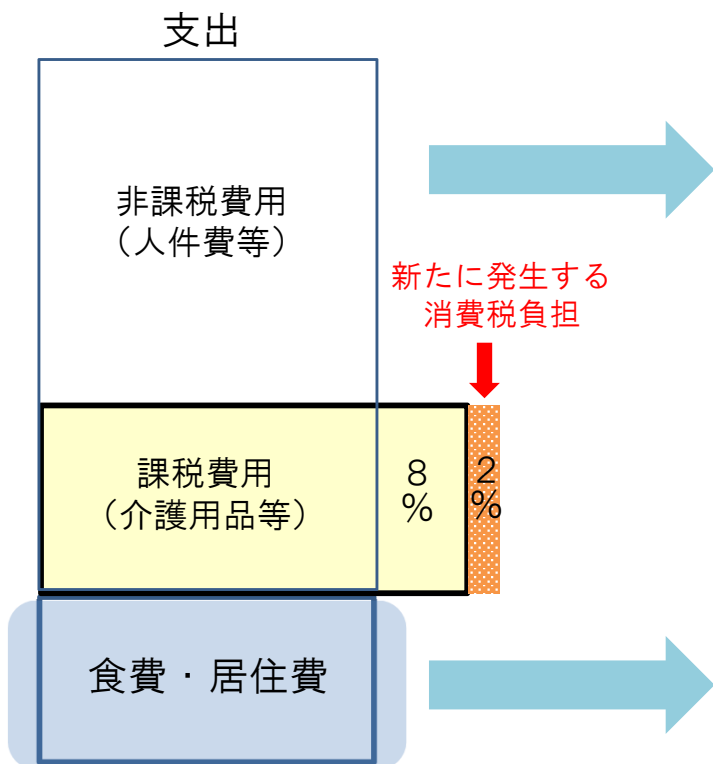 支出
非課税費用
（人件費等）
新たに発生する
消費税負担
課税費用
（介護用品等）
8
%
2
%
食費・居住費